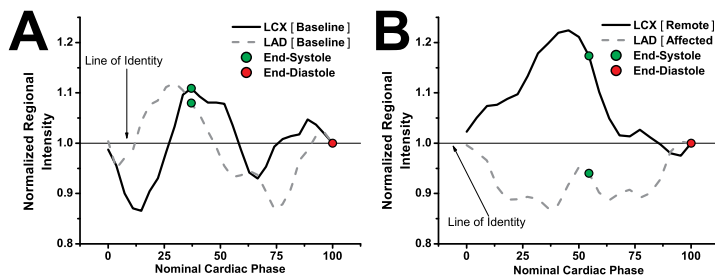 A
LCX [ Baseline ]
LAD [ Baseline ]
End-Systole
End-Diastole
Line of Identity
Normalized Regional
Intensity
1.2
1.1
1.0
0.9
0.8
0
25
50
75
100
Nominal Cardiac Phase
B
LCX [ Remote ]
LAD [ Affected ]
End-Systole
End-Diastole
Line of Identity
Normalized Regional
Intensity
1.2
1.1
1.0
0.9
0.8
0
25
50
75
100
Nominal Cardiac Phase